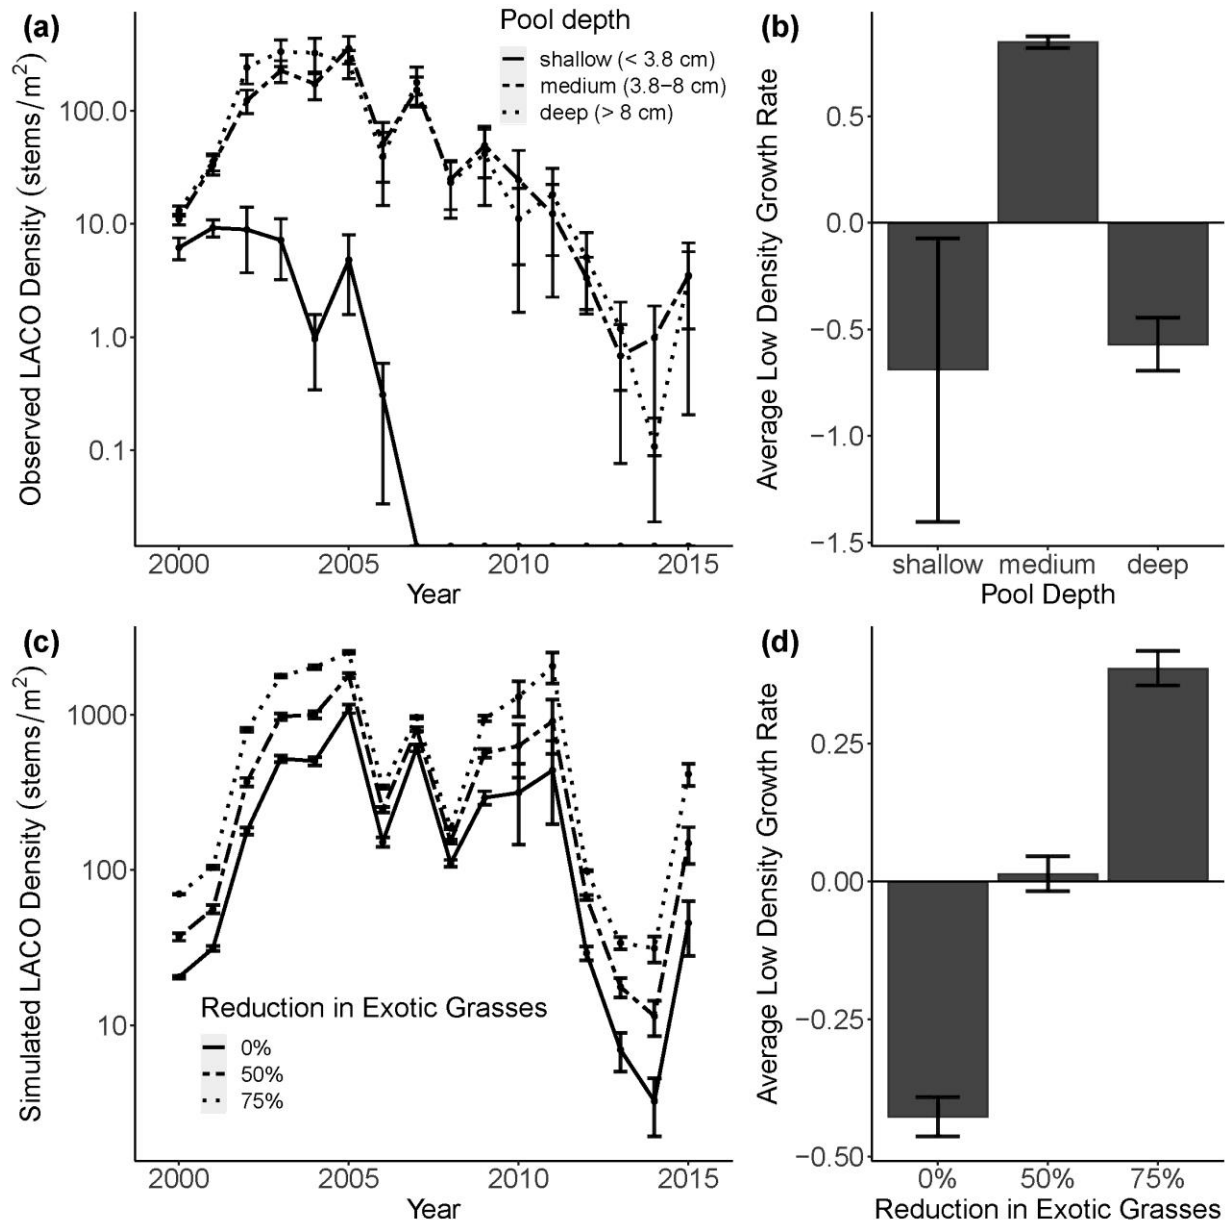 (a)
Observed LACO Density (stems/m²)
100.0
10.0
1.0
0.1
Pool depth
shallow (< 3.8 cm)
medium (3.8–8 cm)
deep (> 8 cm)
2000 2005 2010 2015
Year
(b)
Average Low Density Growth Rate
0.5
0.0
−0.5
−1.0
−1.5
shallow medium deep
Pool Depth
(c)
Simulated LACO Density (stems/m²)
1000
100
10
Reduction in Exotic Grasses
0%
50%
75%
2000 2005 2010 2015
Year
(d)
Average Low Density Growth Rate
0.25
0.00
−0.25
−0.50
0% 50% 75%
Reduction in Exotic Grasses